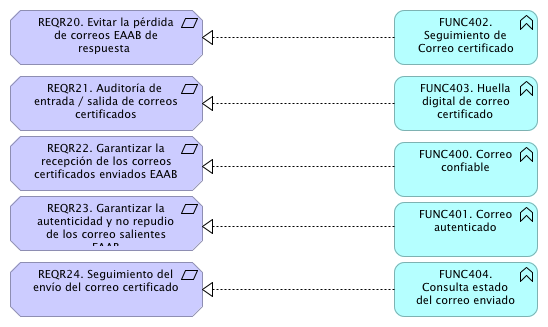 REQR20. Evitar la pérdida
de correos EAAB de
respuesta
FUNC402.
Seguimiento de
Correo certificado
REQR21. Auditoría de
entrada / salida de correos
certificados
FUNC403. Huella
digital de correo
certificado
REQR22. Garantizar la
recepción de los correos
certificados enviados EAAB
FUNC400. Correo
confiable
REQR23. Garantizar la
autenticidad y no repudio
de los correo salientes
EAAB
FUNC401. Correo
autenticado
REQR24. Seguimiento del
envío del correo certificado
FUNC404.
Consulta estado
del correo enviado